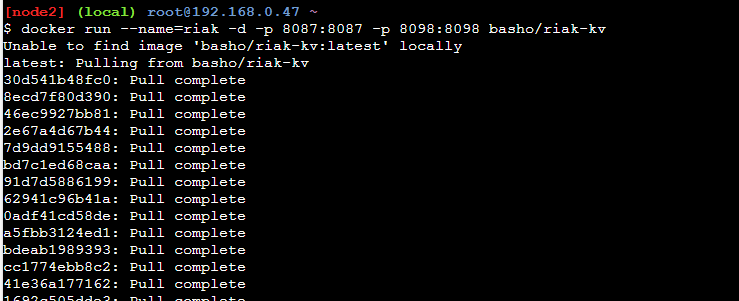 [node2] (local) root@192.168.0.47 ~
$ docker run --name=riak -d -p 8087:8087 -p 8098:8098 basho/riak-kv
Unable to find image 'basho/riak-kv:latest' locally
latest: Pulling from basho/riak-kv
30d541b48fc0: Pull complete
8ecd7f80d390: Pull complete
46ec9927bb81: Pull complete
2e67a4d67b44: Pull complete
7d9dd9155488: Pull complete
bd7c1ed68caa: Pull complete
91d7d5886199: Pull complete
62941c96b41a: Pull complete
0adf41cd58de: Pull complete
a5fbb3124ed1: Pull complete
bdeab1989393: Pull complete
cc1774ebb8c2: Pull complete
41e36a177162: Pull complete
Pull complete